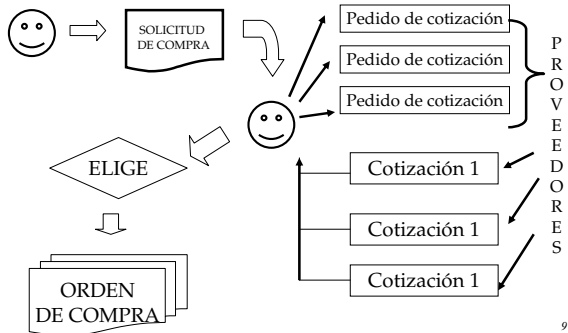 SOLICITUD
DE COMPRA
Pedido de cotización
Pedido de cotización
Pedido de cotización
P
R
O
V
E
E
D
O
R
E
S
ELIGE
Cotización 1
Cotización 1
Cotización 1
ORDEN
DE COMPRA
9